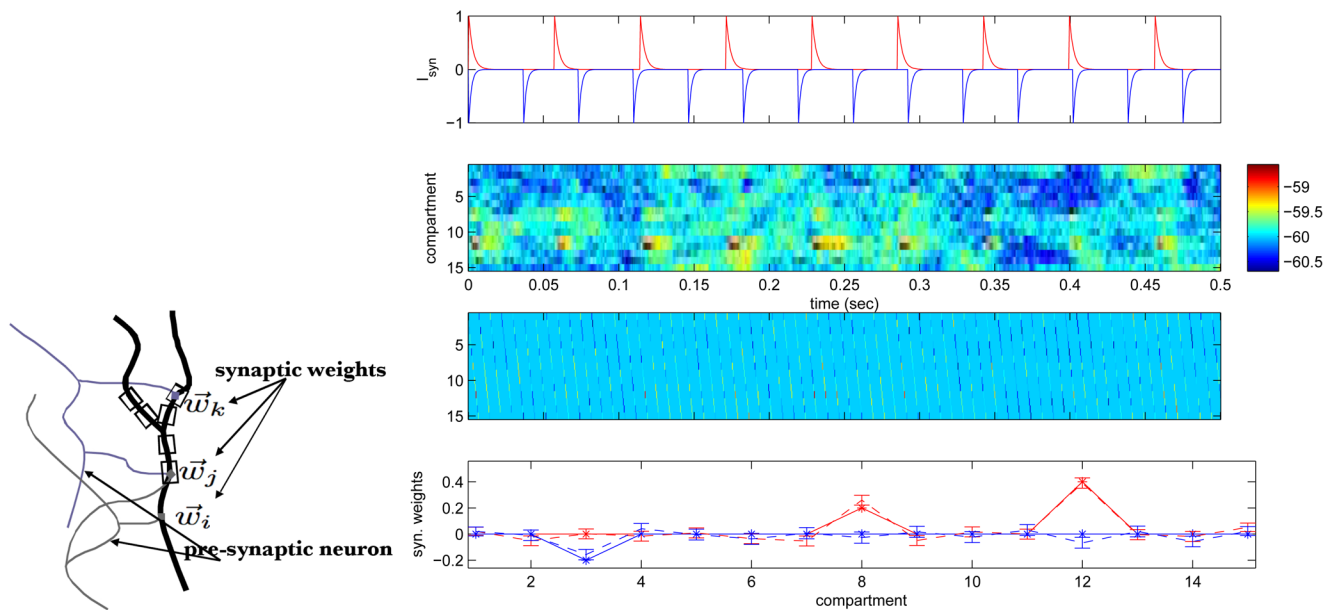 synaptic weights
w⃗k
w⃗j
w⃗i
pre-synaptic neuron
1
0
−1
Isyn
5
10
15
compartment
−59
−59.5
−60
−60.5
0 0.05 0.1 0.15 0.2 0.25 0.3 0.35 0.4 0.45 0.5
time (sec)
5
10
15
0.4
0.2
0
−0.2
syn. weights
2 4 6 8 10 12 14
compartment